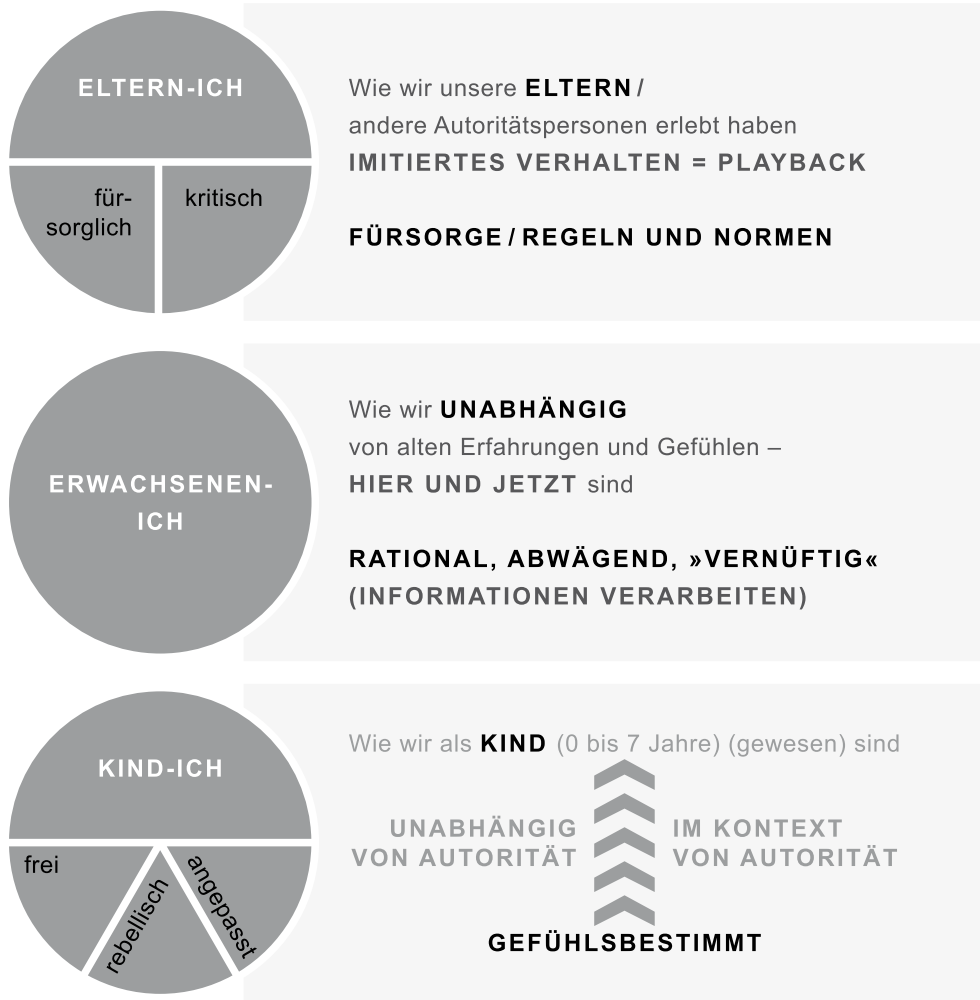 ELTERN-ICH
für-
sorglich
kritisch
Wie wir unsere ELTERN /
andere Autoritätspersonen erlebt haben
IMITIERTES VERHALTEN = PLAYBACK
FÜRSORGE / REGELN UND NORMEN
ERWACHSENEN-
ICH
Wie wir UNABHÄNGIG
von alten Erfahrungen und Gefühlen –
HIER UND JETZT sind
RATIONAL, ABWÄGEND, »VERNÜFTIG«
(INFORMATIONEN VERARBEITEN)
KIND-ICH
frei
rebellisch
angepasst
Wie wir als KIND (0 bis 7 Jahre) (gewesen) sind
UNABHÄNGIG
VON AUTORITÄT
IM KONTEXT
VON AUTORITÄT
GEFÜHLSBESTIMMT